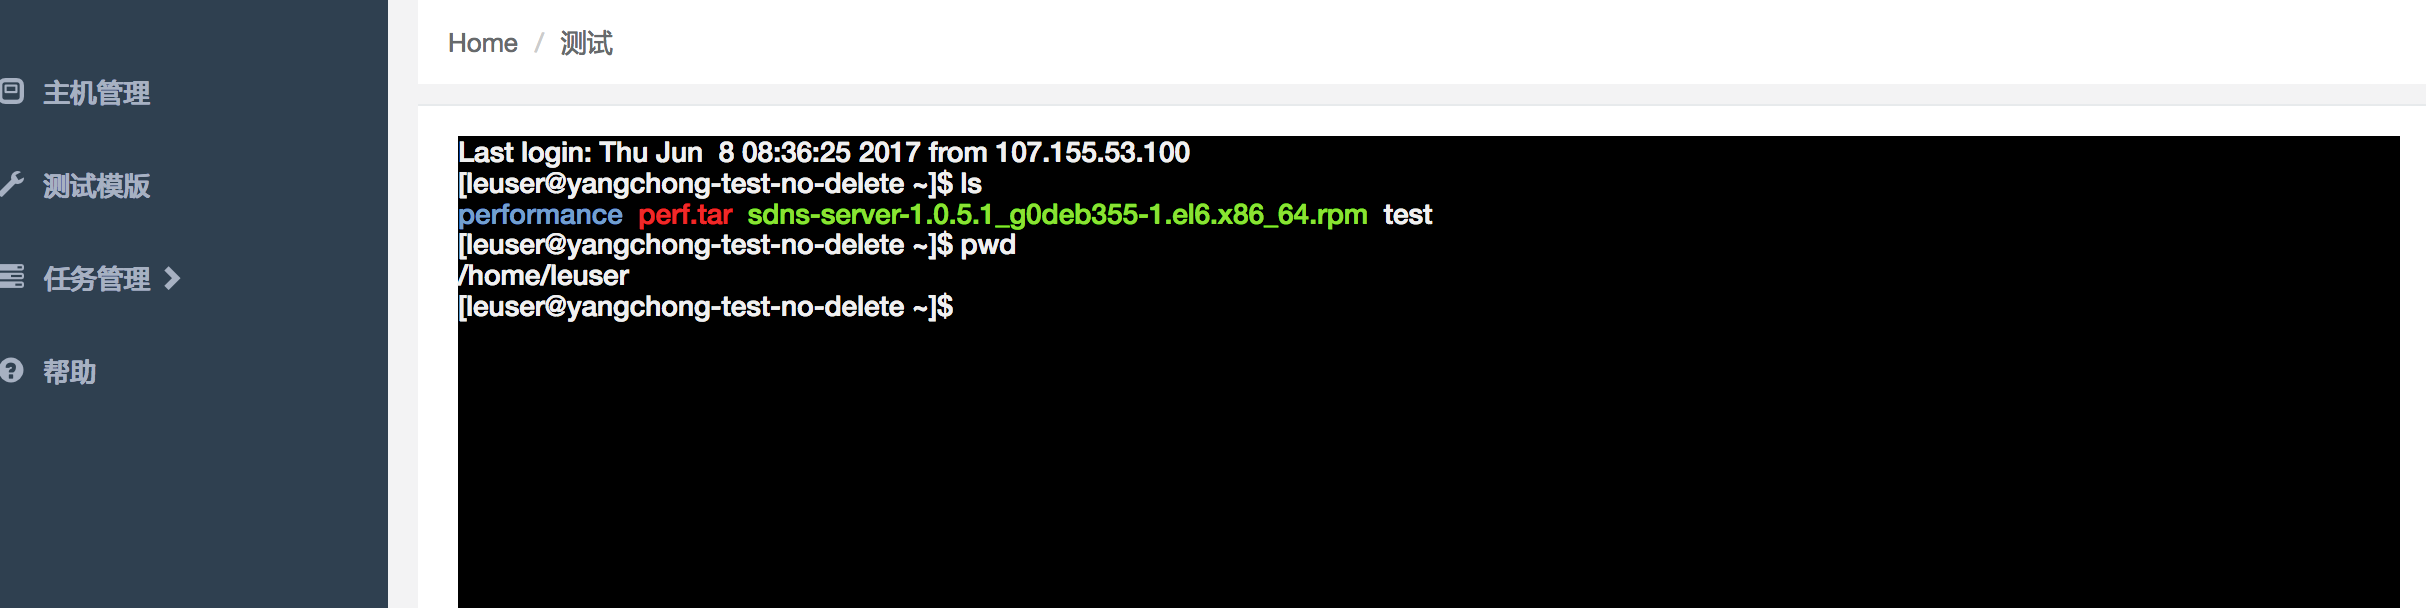 主机管理
测试模版
任务管理
帮助
Home / 测试
Last login: Thu Jun  8 08:36:25 2017 from 107.155.53.100
[leuser@yangchong-test-no-delete ~]$ ls
performance  perf.tar  sdns-server-1.0.5.1_g0deb355-1.el6.x86_64.rpm  test
[leuser@yangchong-test-no-delete ~]$ pwd
/home/leuser
[leuser@yangchong-test-no-delete ~]$